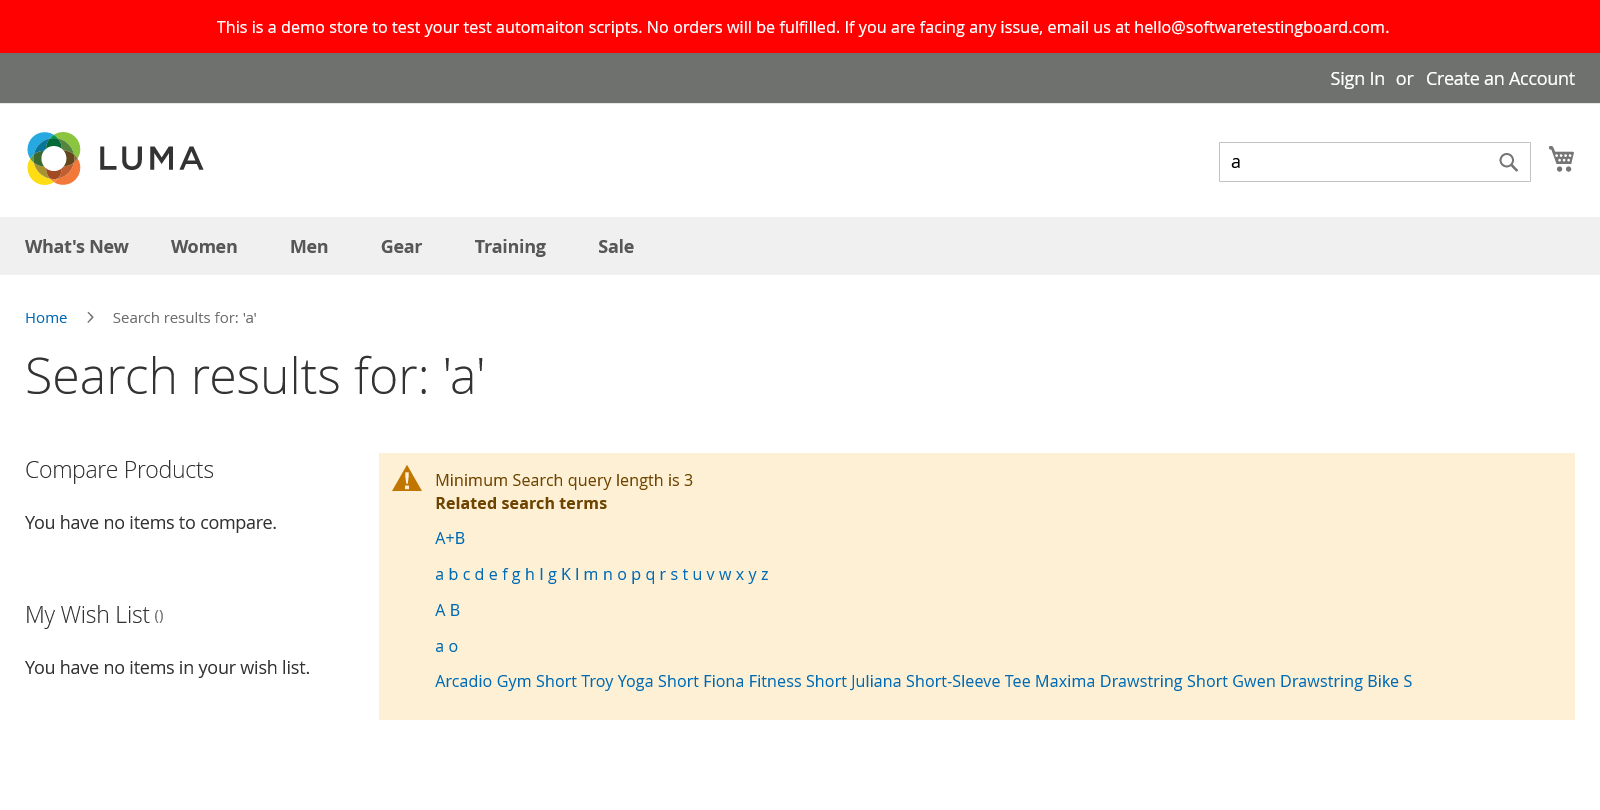 This is a demo store to test your test automaiton scripts. No orders will be fulfilled. If you are facing any issue, email us at hello@softwaretestingboard.com.
Sign In or Create an Account
LUMA
a
What's New Women Men Gear Training Sale
Home Search results for: 'a'
Search results for: 'a'
Compare Products
You have no items to compare.
My Wish List ()
You have no items in your wish list.
Minimum Search query length is 3
Related search terms
A+B
a b c d e f g h I g K l m n o p q r s t u v w x y z
A B
a o
Arcadio Gym Short Troy Yoga Short Fiona Fitness Short Juliana Short-Sleeve Tee Maxima Drawstring Short Gwen Drawstring Bike S